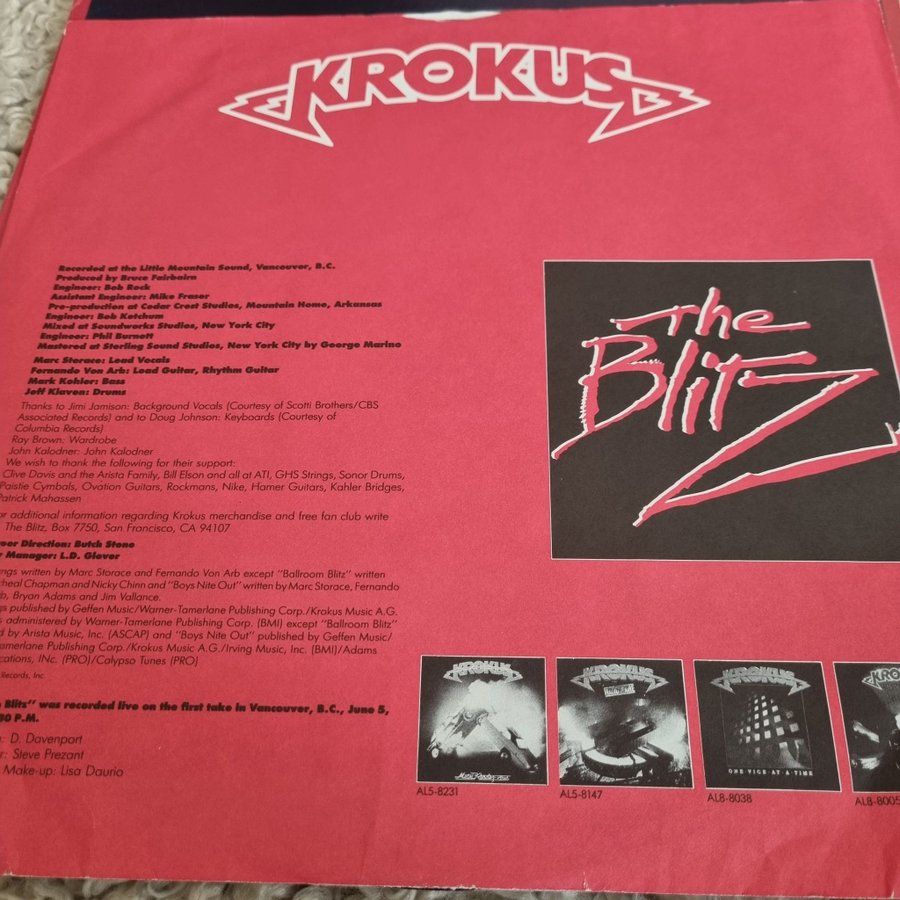 KROKUS
Recorded at the Little Mountain Sound, Vancouver, B.C.
Produced by Bruce Fairbairn
Engineer: Bob Rock
Assistant Engineer: Mike Fraser
Pre-production at Cedar Crest Studios, Mountain Home, Arkansas
Engineer: Bob Ketchum
Mixed at Soundworks Studios, New York City
Engineer: Phil Burnett
Mastered at Sterling Sound Studios, New York City by George Marino
Marc Storace: Lead Vocals
Fernando Von Arb: Lead Guitar, Rhythm Guitar
Mark Kohler: Bass
Jeff Klaven: Drums
Thanks to Jimi Jamison: Background Vocals (Courtesy of Scotti Brothers/CBS
Associated Records) and to Doug Johnson: Keyboards (Courtesy of
Columbia Records)
Ray Brown: Wardrobe
John Kalodner: John Kalodner
We wish to thank the following for their support:
Clive Davis and the Arista Family, Bill Elson and all at ATI, GHS Strings, Sonor Drums,
Paistie Cymbals, Ovation Guitars, Rockmans, Nike, Hamer Guitars, Kahler Bridges,
Patrick Mahassen
or additional information regarding Krokus merchandise and free fan club write
The Blitz, Box 7750, San Francisco, CA 94107
eer Direction: Butch Stone
r Manager: L.D. Glover
ngs written by Marc Storace and Fernando Von Arb except "Ballroom Blitz" written
cheal Chapman and Nicky Chinn and "Boys Nite Out" written by Marc Storace, Fernando
b, Bryan Adams and Jim Vallance.
gs published by Geffen Music/Warner-Tamerlane Publishing Corp./Krokus Music A.G.
s administered by Warner-Tamerlane Publishing Corp. (BMI) except "Ballroom Blitz"
d by Arista Music, Inc. (ASCAP) and "Boys Nite Out" published by Geffen Music/
amerlane Publishing Corp./Krokus Music A.G./Irving Music, Inc. (BMI)/Adams
cations, INc. (PRO)/Calypso Tunes (PRO)
Records, Inc
Blitz" was recorded live on the first take in Vancouver, B.C., June 5,
30 P.M.
: D. Davenport
r: Steve Prezant
Make-up: Lisa Daurio
The
Blitz
KROKUS
Metal Rendez-vous
AL5-8231
KROKUS
AL5-8147
KROKUS
ONE VICE AT A TIME
AL8-8038
KRO
AL8-8005